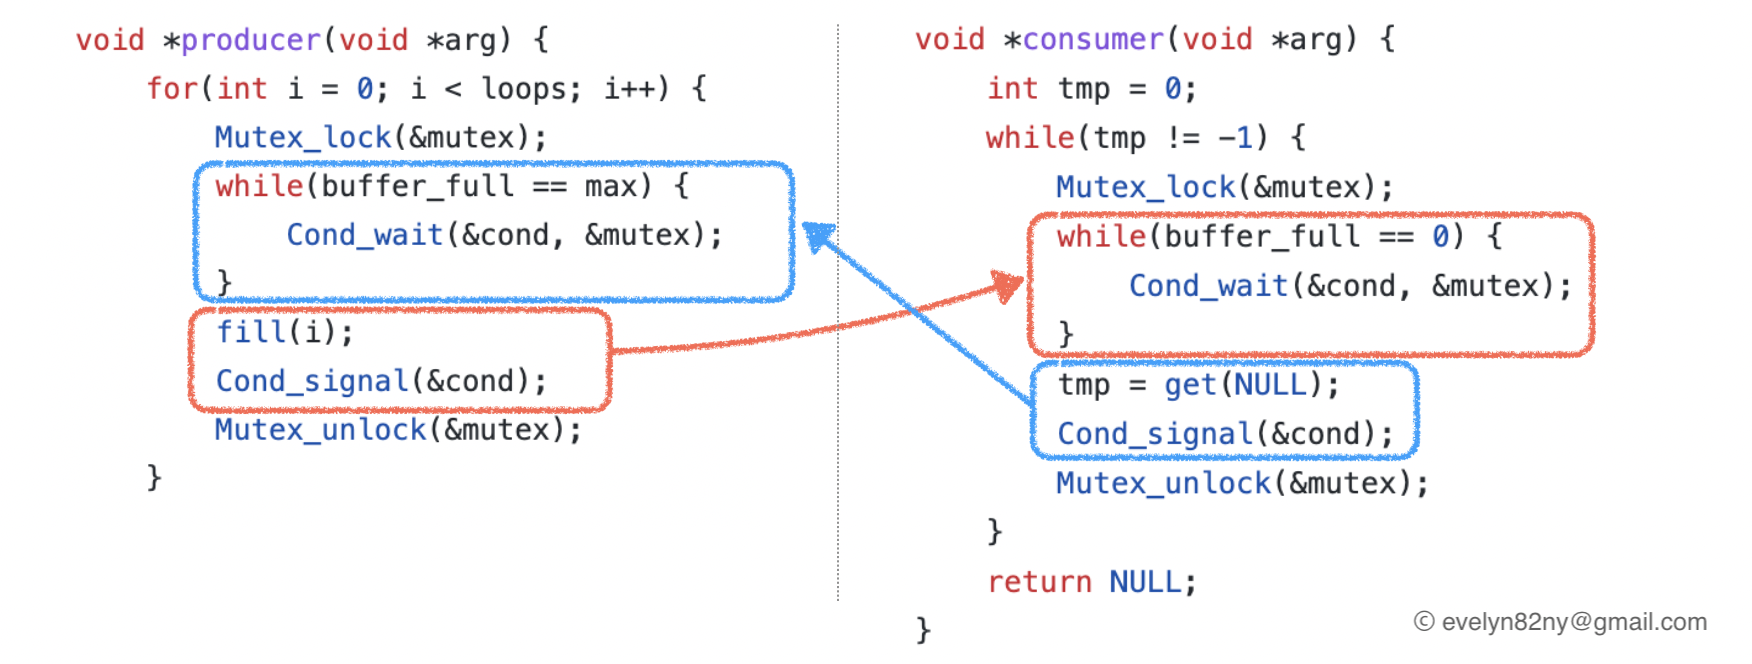 void *producer(void *arg) {
for(int i = 0; i < loops; i++) {
Mutex_lock(&mutex);
while(buffer_full == max) {
Cond_wait(&cond, &mutex);
}
fill(i);
Cond_signal(&cond);
Mutex_unlock(&mutex);
}
void *consumer(void *arg) {
int tmp = 0;
while(tmp != -1) {
Mutex_lock(&mutex);
while(buffer_full == 0) {
Cond_wait(&cond, &mutex);
}
tmp = get(NULL);
Cond_signal(&cond);
Mutex_unlock(&mutex);
}
return NULL;
}
© evelyn82ny@gmail.com